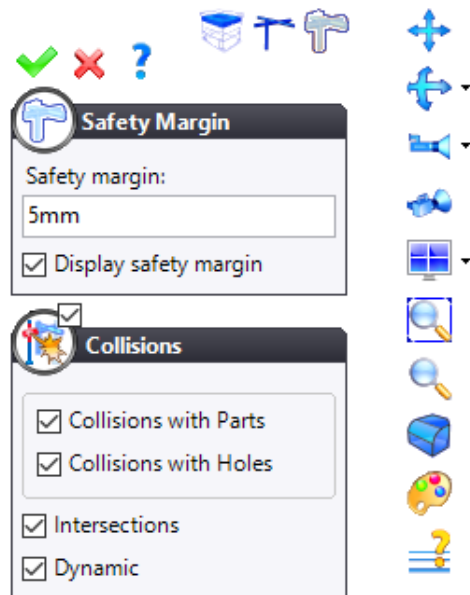 ?
Safety Margin
Safety margin:
5mm
Display safety margin
Collisions
Collisions with Parts
Collisions with Holes
Intersections
Dynamic
?